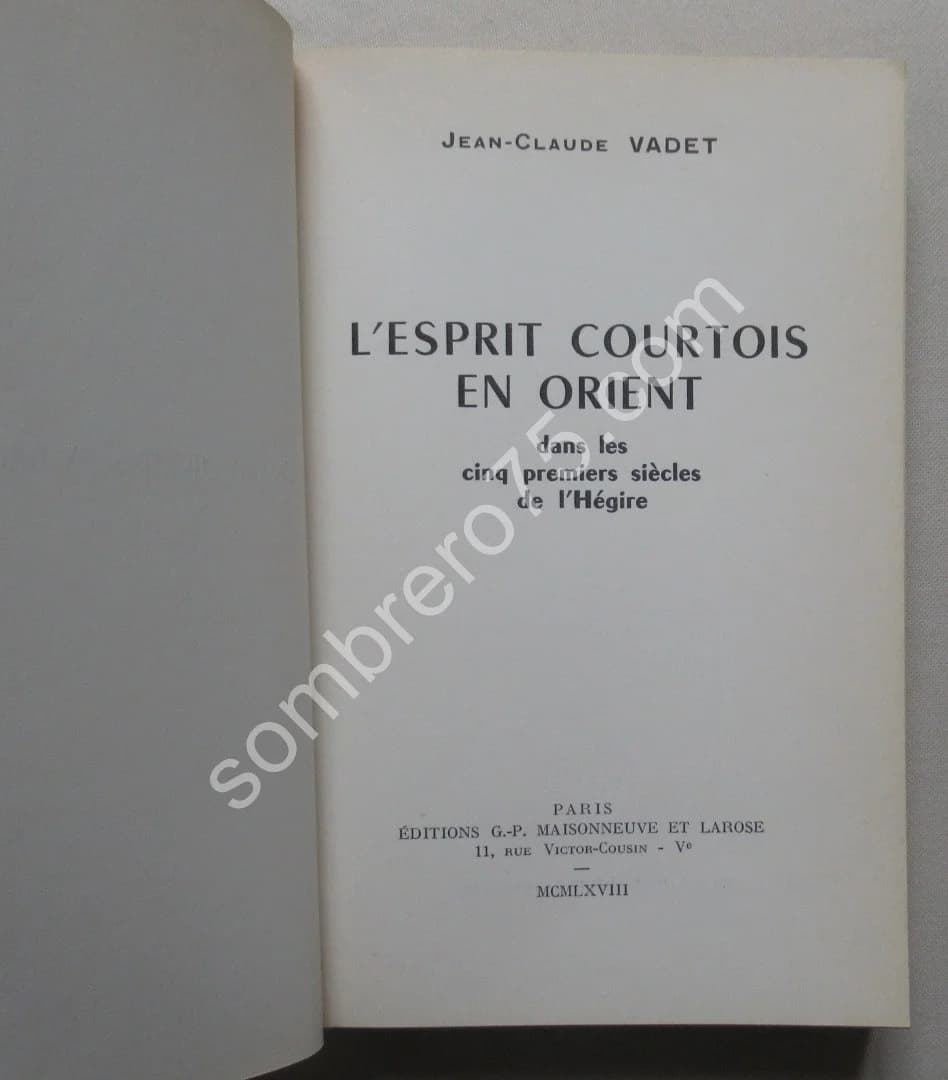 JEAN-CLAUDE VADET
L'ESPRIT COURTOIS
EN ORIENT
dans les
cinq premiers siècles
de l'Hégire
PARIS
ÉDITIONS G.-P. MAISONNEUVE ET LAROSE
11, RUE VICTOR-COUSIN - Ve
MCMLXVIII
sombrero75.com